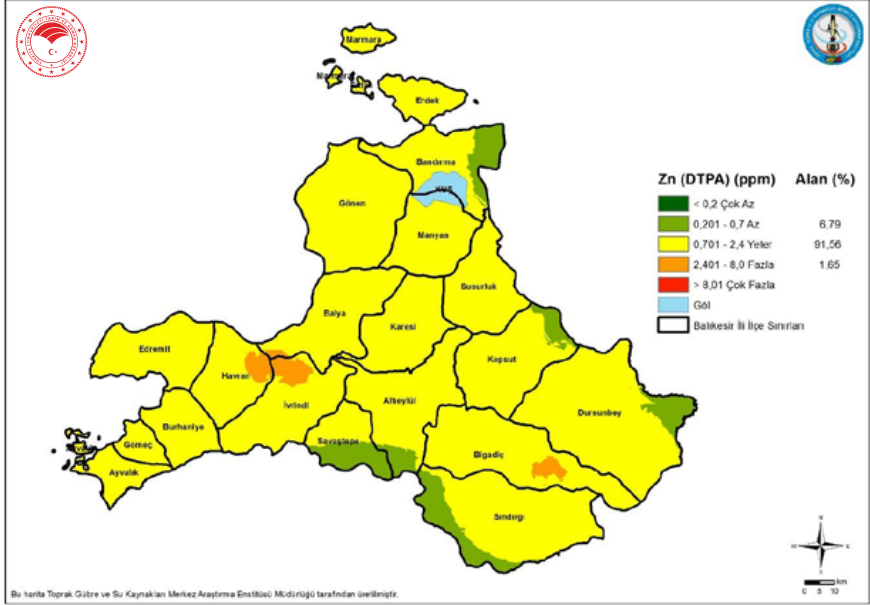 Marmara
Erdek
Bandırma
KUŞ
Gönen
Manyas
Susurluk
Balya
Karesi
Edremit
Havran
Kepsut
İvrindi
Altıeylül
Dursunbey
Burhaniye
Gömeç
Savaştepe
Ayvalık
Bigadiç
Sındırgı
Zn (DTPA) (ppm) Alan (%)
< 0,2 Çok Az
0,201 - 0,7 Az 6,79
0,701 - 2,4 Yeter 91,56
2,401 - 8,0 Fazla 1,65
> 8,01 Çok Fazla
Göl
Balıkesir İli İlçe Sınırları
N
W E
S
km
0 5 10
Bu harita Toprak Gübre ve Su Kaynakları Merkez Araştırma Enstitüsü Müdürlüğü tarafından üretilmiştir.